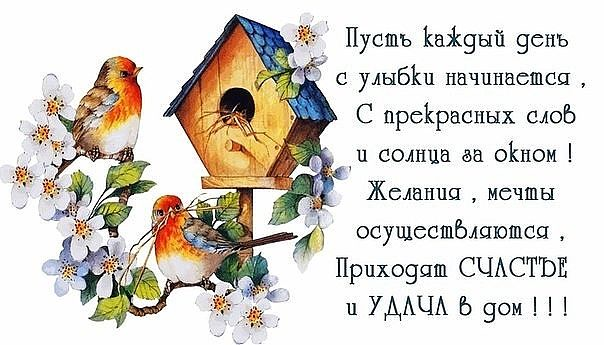 Пусть каждый день
с улыбки начинается ,
С прекрасных слов
и солнца за окном !
Желания , мечты
осуществляются ,
Приходят СЧАСТЬЕ
и УДАЧА в дом ! ! !